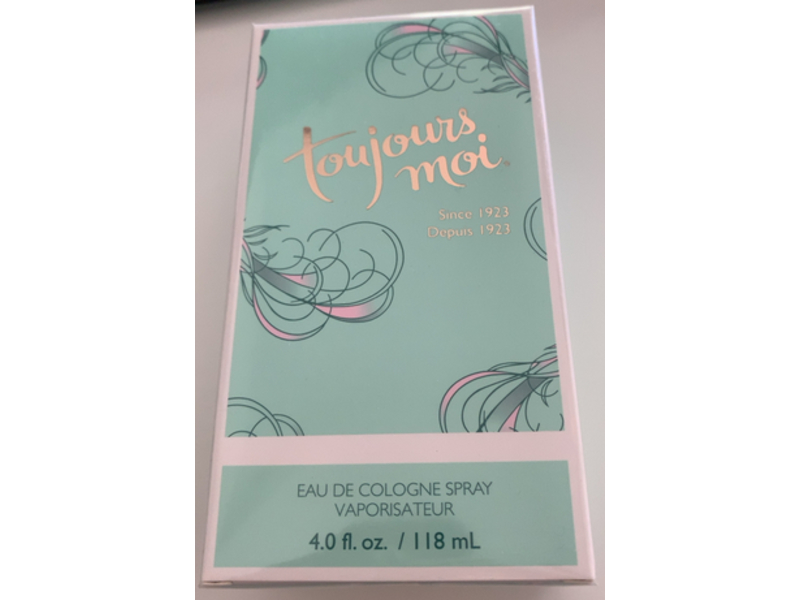 toujours
moi
Since 1923
Depuis 1923
EAU DE COLOGNE SPRAY
VAPORISATEUR
4.0 fl. oz. / 118 mL